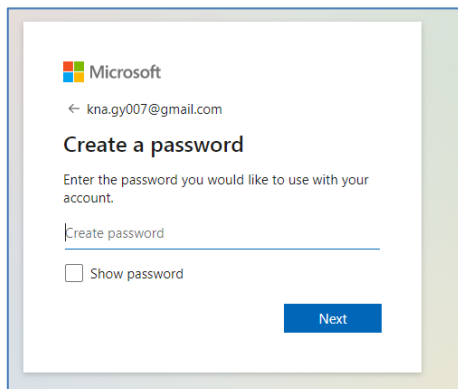 Microsoft
← kna.gy007@gmail.com
Create a password
Enter the password you would like to use with your
account.
Create password
Show password
Next